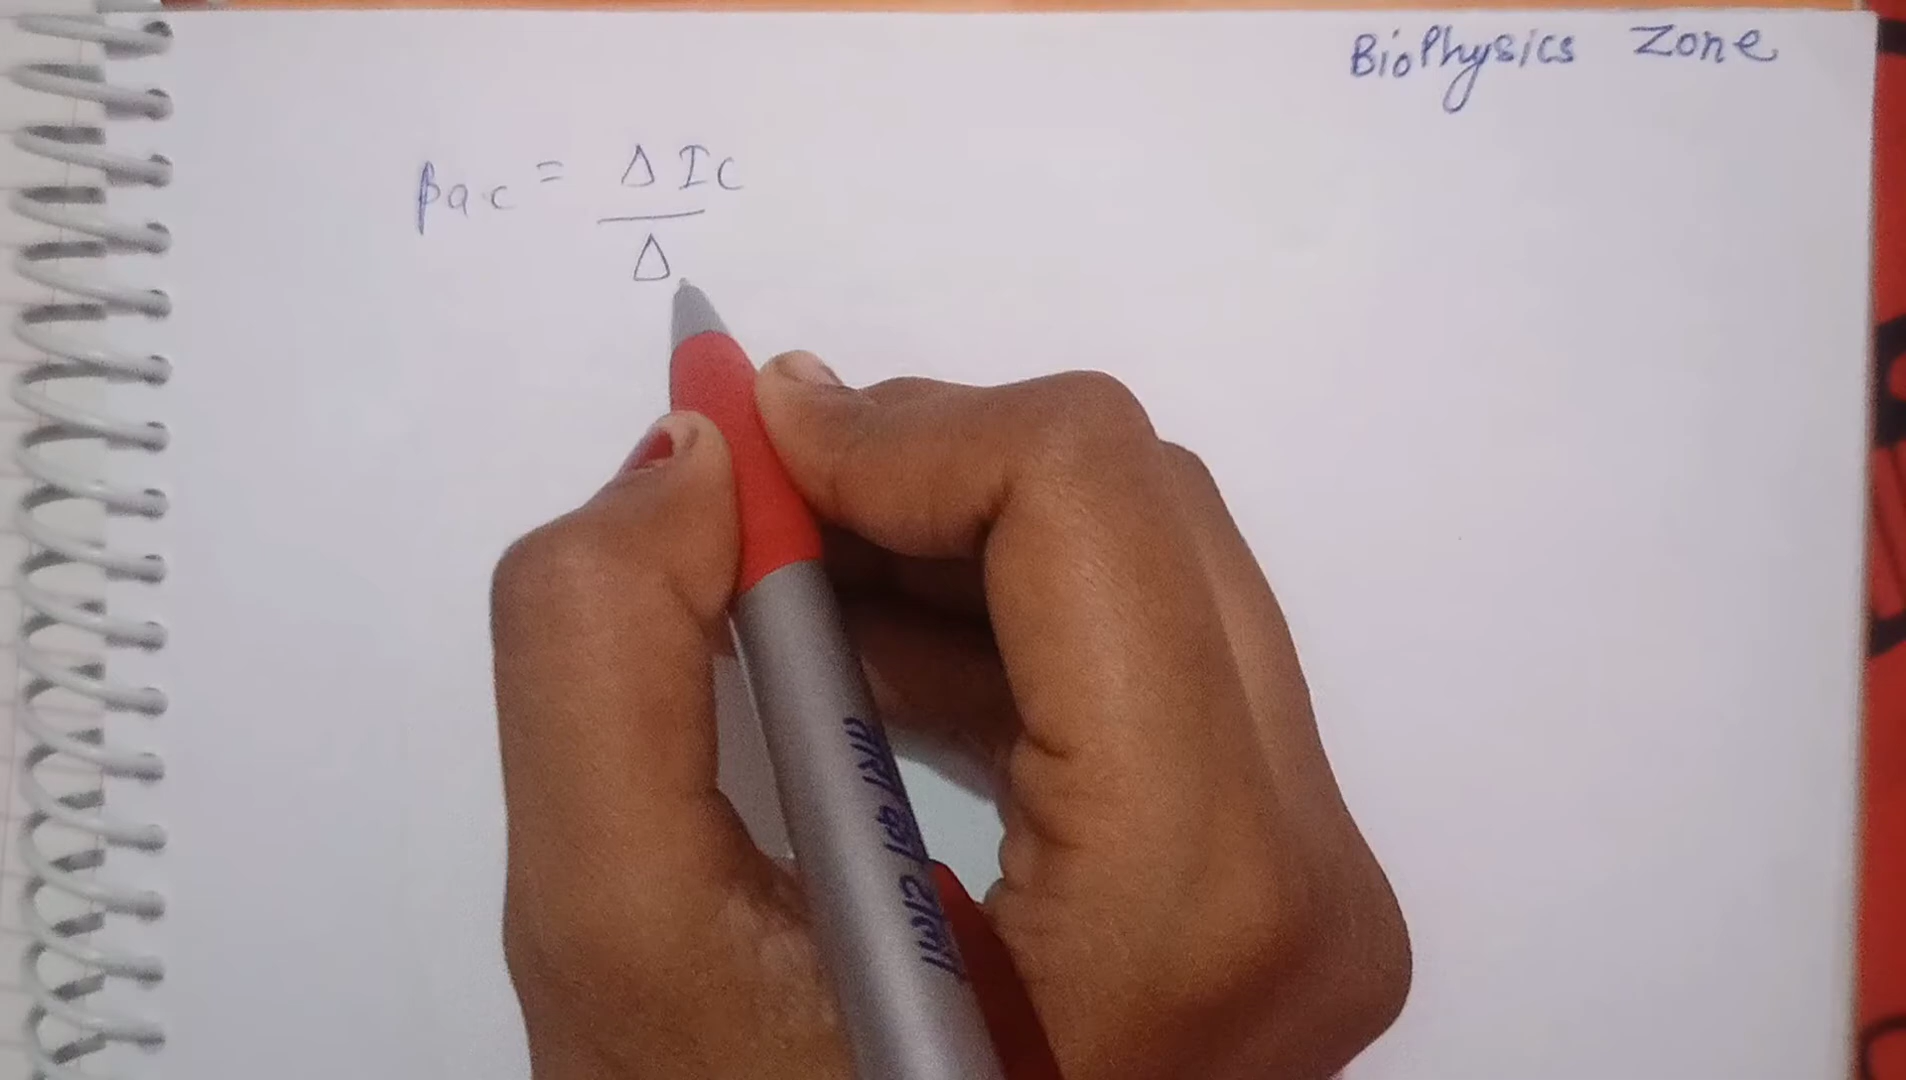 BioPhysics Zone
βa.c = ΔIc
Δ